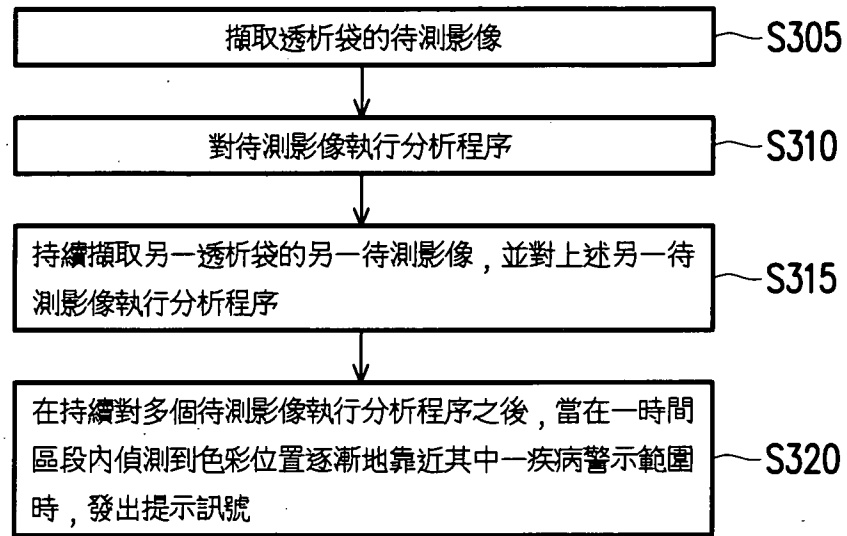 擷取透析袋的待測影像
S305
對待測影像執行分析程序
S310
持續擷取另一透析袋的另一待測影像，並對上述另一待
測影像執行分析程序
S315
在持續對多個待測影像執行分析程序之後，當在一時間
區段內偵測到色彩位置逐漸地靠近其中一疾病警示範圍
時，發出提示訊號
S320